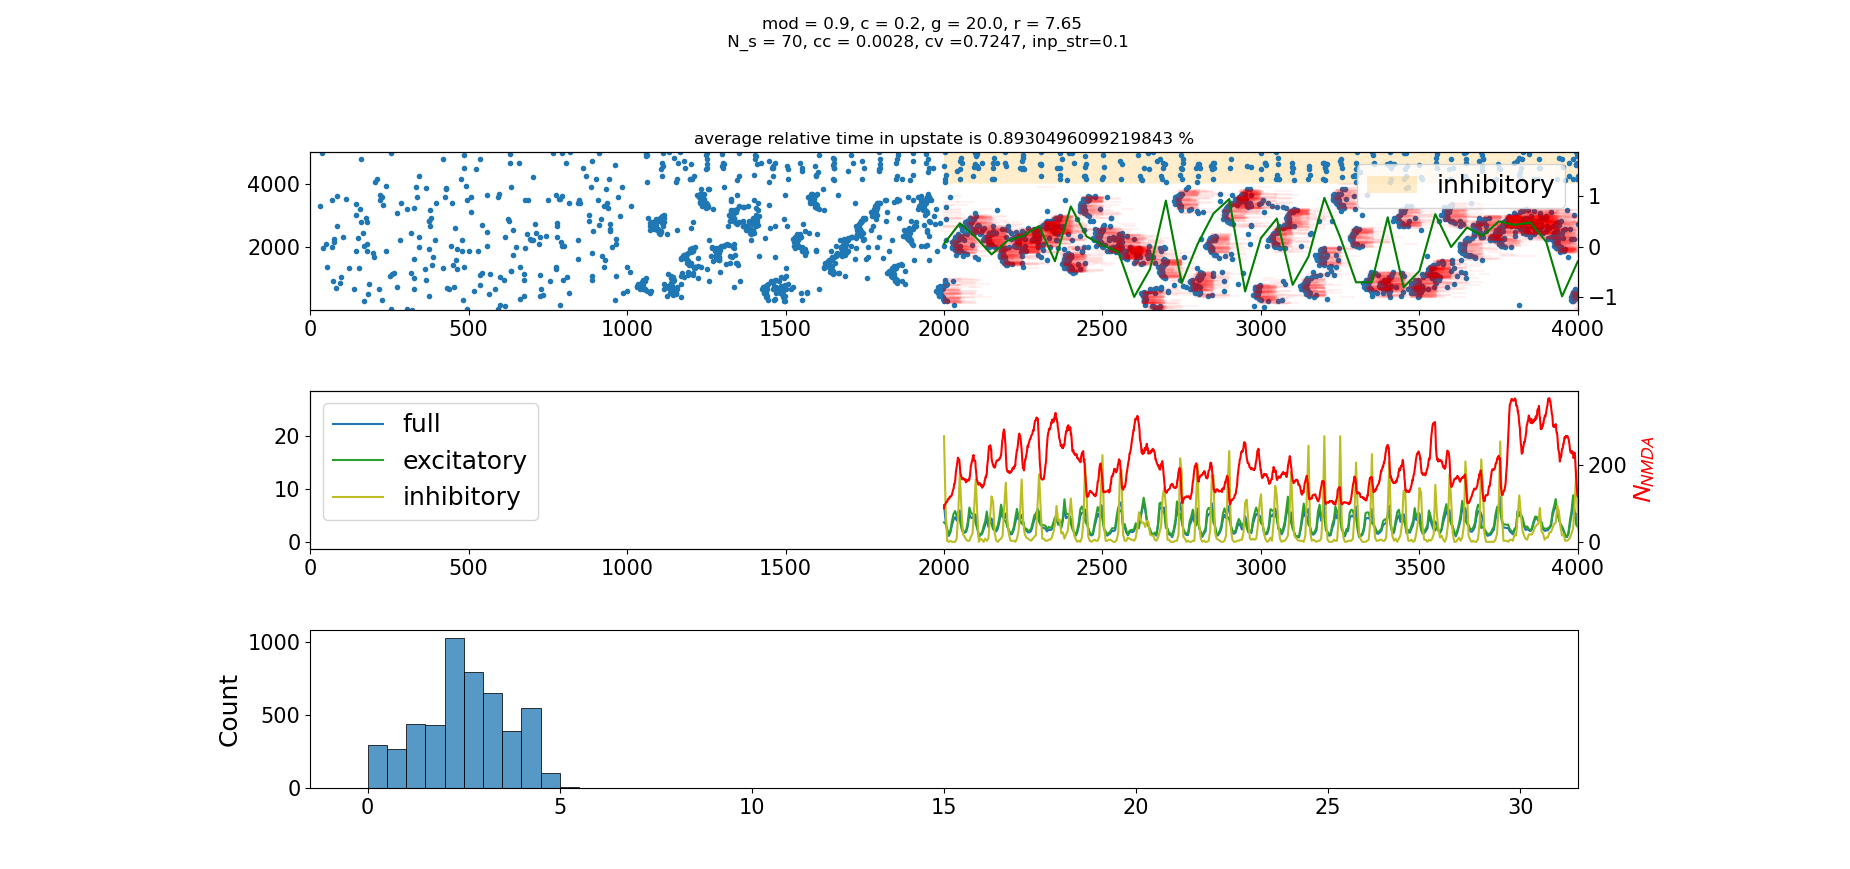 mod = 0.9, c = 0.2, g = 20.0, r = 7.65
N_s = 70, cc = 0.0028, cv =0.7247, inp_str=0.1
average relative time in upstate is 0.8930496099219843 %
4000
2000
inhibitory
1
0
−1
0 500 1000 1500 2000 2500 3000 3500 4000
20
10
0
full
excitatory
inhibitory
200
0
N_NMDA
0 500 1000 1500 2000 2500 3000 3500 4000
1000
500
0
Count
0 5 10 15 20 25 30